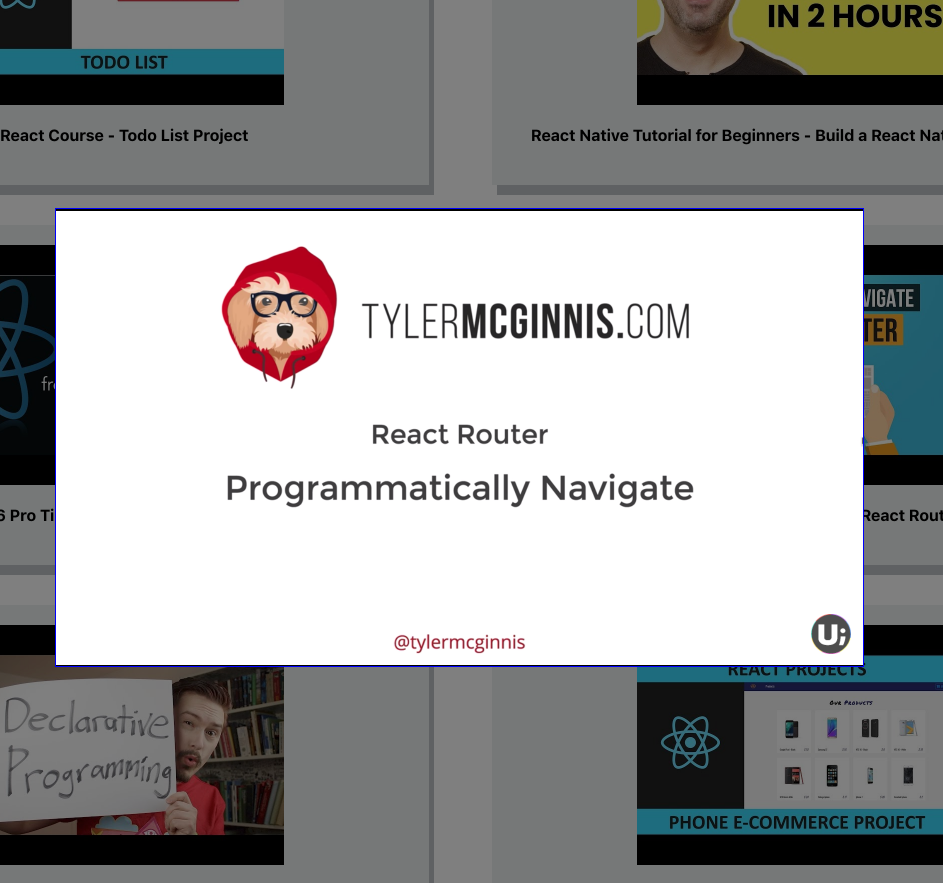 IN 2 HOURS
TODO LIST
React Course - Todo List Project
React Native Tutorial for Beginners - Build a React Nat
TYLERMCGINNIS.COM
React Router
Programmatically Navigate
@tylermcginnis
U;
VIGATE
TER
fr
6 Pro Ti
React Rout
Declarative
Programming
REACT PROJECTS
OUR PRODUCTS
PHONE E-COMMERCE PROJECT